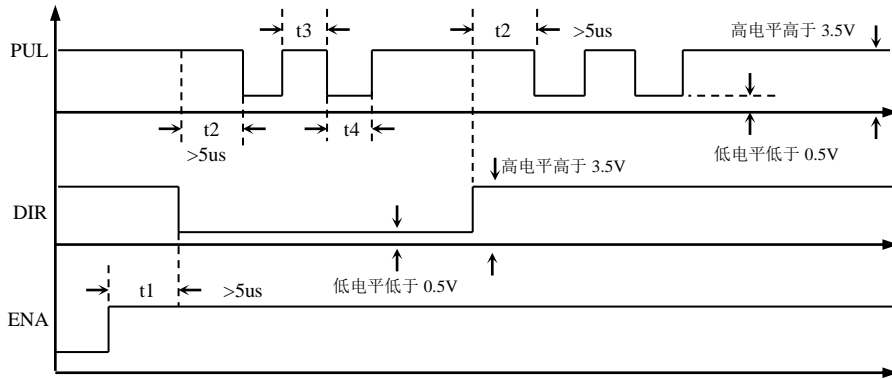 t3
t2
>5us
高电平高于 3.5V
PUL
t2
t4
>5us
低电平低于 0.5V
高电平高于 3.5V
DIR
低电平低于 0.5V
t1
>5us
ENA